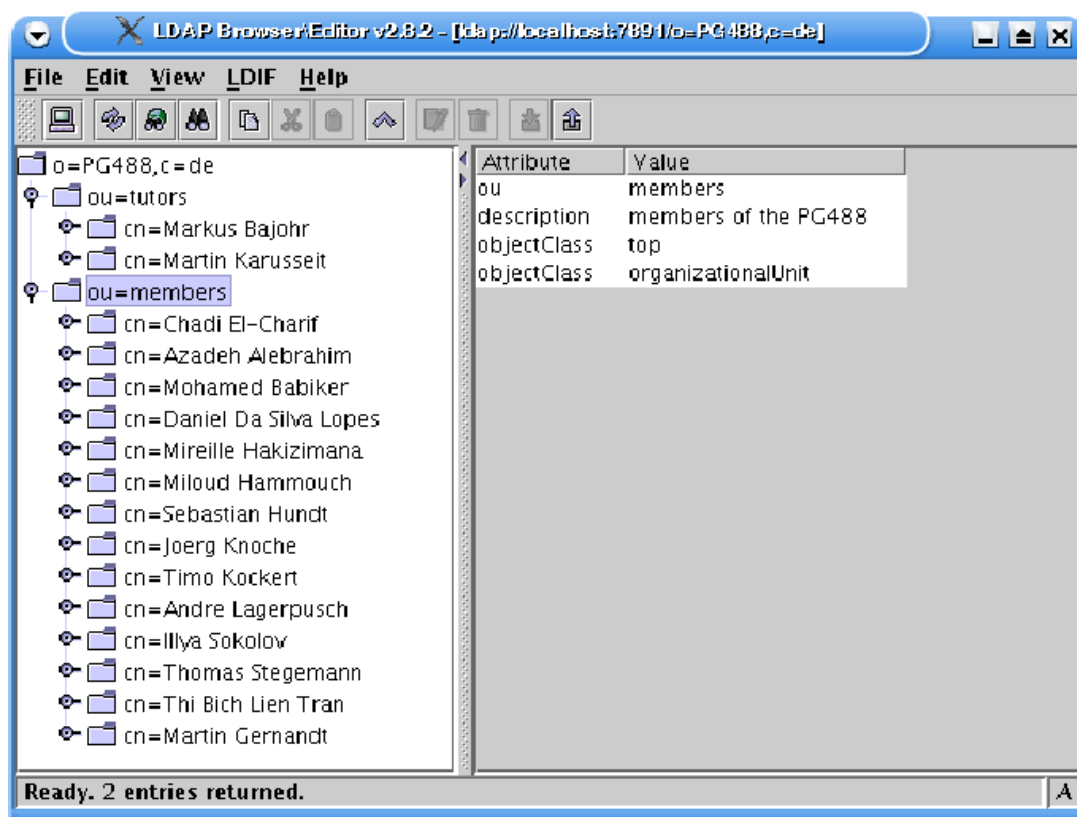 LDAP Browser\Editor v2.8.2 - [ldap://localhost:7891/o=PG488,c=de]
File Edit View LDIF Help
o=PG488,c=de
ou=tutors
cn=Markus Bajohr
cn=Martin Karusseit
ou=members
cn=Chadi El-Charif
cn=Azadeh Alebrahim
cn=Mohamed Babiker
cn=Daniel Da Silva Lopes
cn=Mireille Hakizimana
cn=Miloud Hammouch
cn=Sebastian Hundt
cn=Joerg Knoche
cn=Timo Kockert
cn=Andre Lagerpusch
cn=Illya Sokolov
cn=Thomas Stegemann
cn=Thi Bich Lien Tran
cn=Martin Gernandt
Attribute Value
ou members
description members of the PG488
objectClass top
objectClass organizationalUnit
Ready. 2 entries returned. A